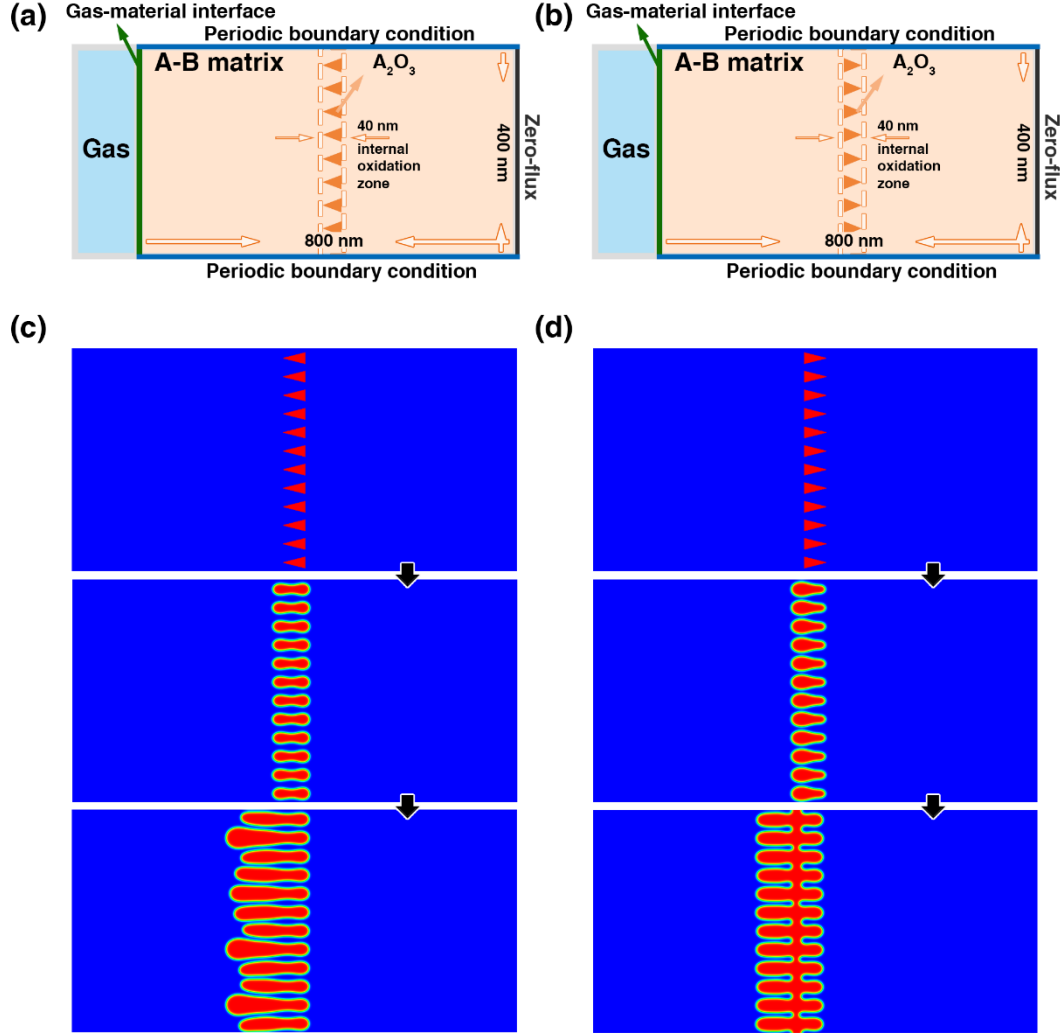 (a)
Gas-material interface
Periodic boundary condition
A-B matrix
A2O3
Gas
40 nm
internal
oxidation
zone
400 nm
Zero-flux
800 nm
Periodic boundary condition
(b)
Gas-material interface
Periodic boundary condition
A-B matrix
A2O3
Gas
40 nm
internal
oxidation
zone
400 nm
Zero-flux
800 nm
Periodic boundary condition
(c)
(d)